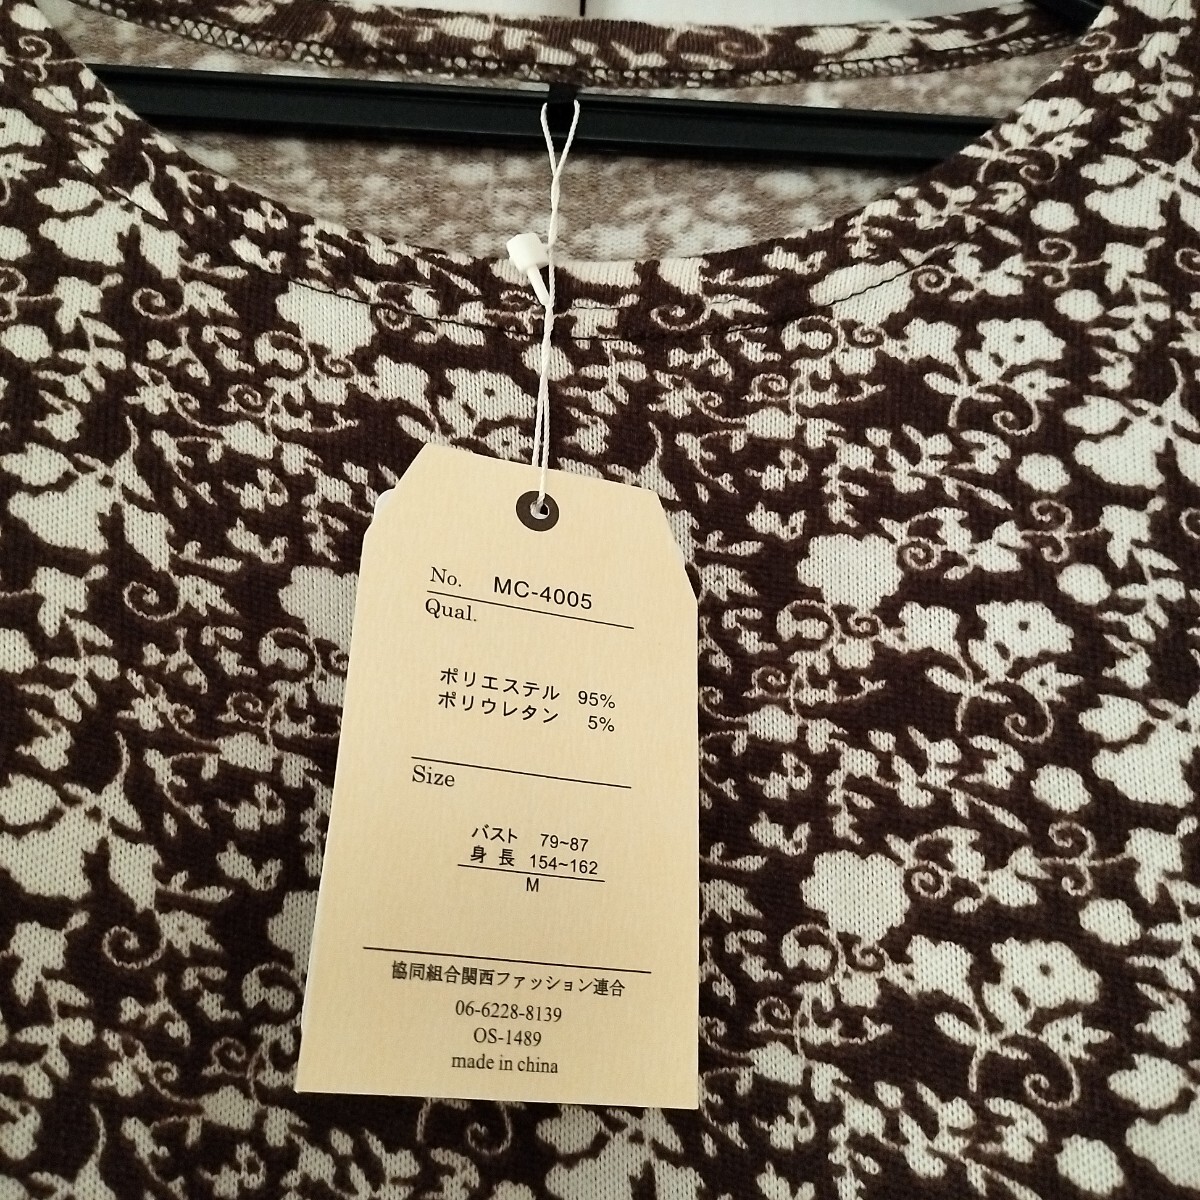 No. MC-4005
Qual.
ポリエステル 95%
ポリウレタン 5%
Size
バスト 79~87
身長 154~162
M
協同組合関西ファッション連合
06-6228-8139
OS-1489
made in china